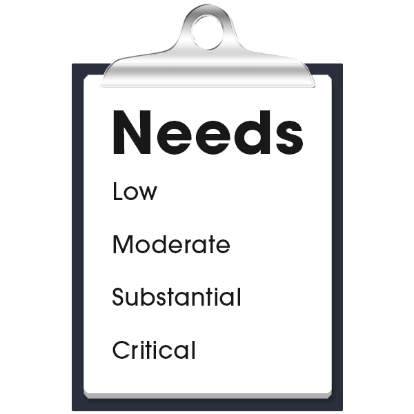 Needs
Low
Moderate
Substantial
Critical